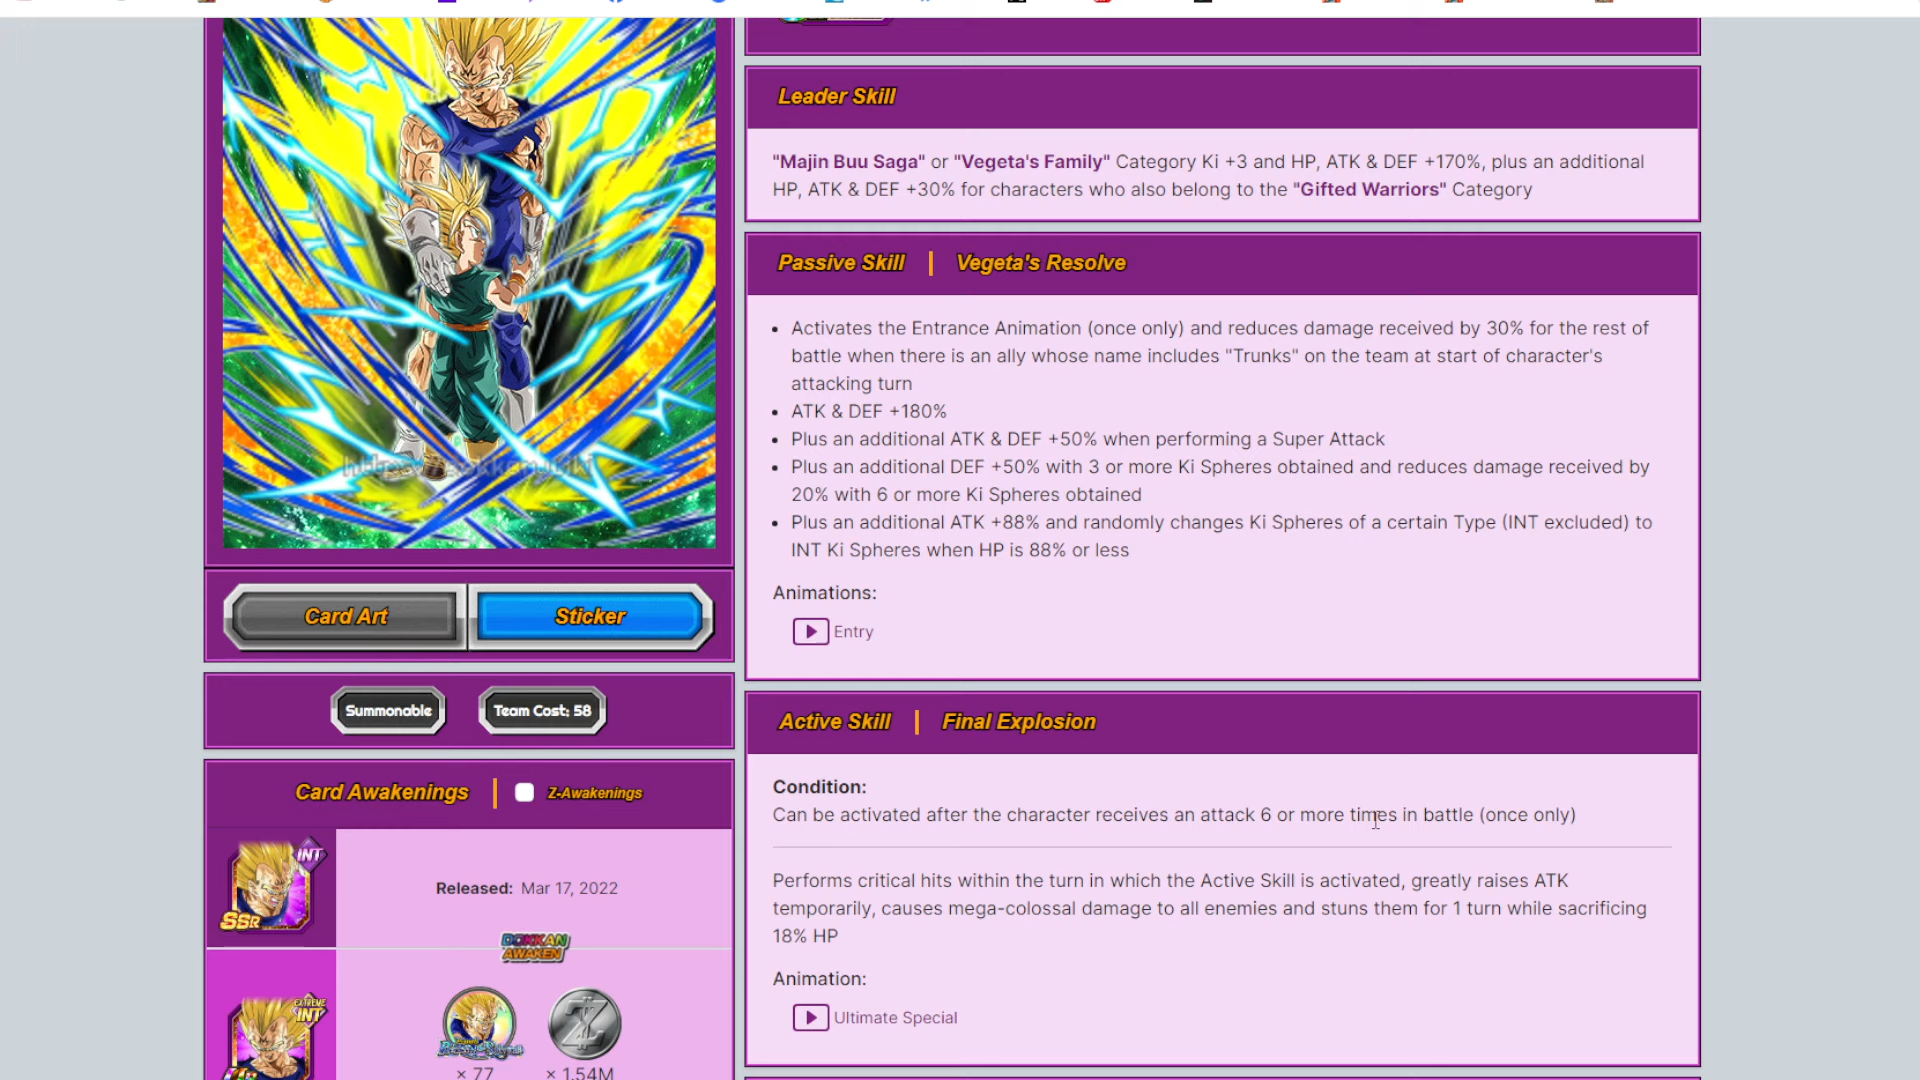 Leader Skill
"Majin Buu Saga" or "Vegeta's Family" Category Ki +3 and HP, ATK & DEF +170%, plus an additional
HP, ATK & DEF +30% for characters who also belong to the "Gifted Warriors" Category
Passive Skill | Vegeta's Resolve
• Activates the Entrance Animation (once only) and reduces damage received by 30% for the rest of
battle when there is an ally whose name includes "Trunks" on the team at start of character's
attacking turn
• ATK & DEF +180%
• Plus an additional ATK & DEF +50% when performing a Super Attack
• Plus an additional DEF +50% with 3 or more Ki Spheres obtained and reduces damage received by
20% with 6 or more Ki Spheres obtained
• Plus an additional ATK +88% and randomly changes Ki Spheres of a certain Type (INT excluded) to
INT Ki Spheres when HP is 88% or less
Animations:
Entry
Card Art
Sticker
Summonable
Team Cost: 58
Active Skill | Final Explosion
Condition:
Can be activated after the character receives an attack 6 or more times in battle (once only)
Performs critical hits within the turn in which the Active Skill is activated, greatly raises ATK
temporarily, causes mega-colossal damage to all enemies and stuns them for 1 turn while sacrificing
18% HP
Animation:
Ultimate Special
Card Awakenings | Z-Awakenings
INT
SSR
Released: Mar 17, 2022
DOKKAN
AWAKEN
EXTREME
INT
× 77
× 1.54M